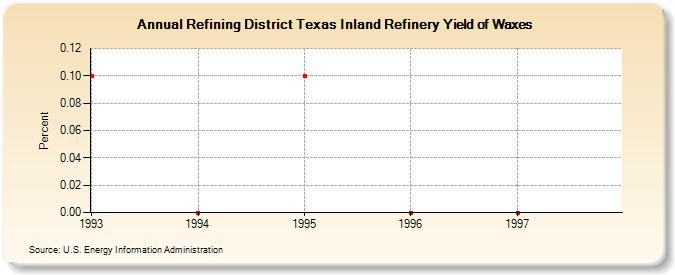 Annual Refining District Texas Inland Refinery Yield of Waxes
Percent
0.12
0.10
0.08
0.06
0.04
0.02
0.00
1993 1994 1995 1996 1997
Source: U.S. Energy Information Administration